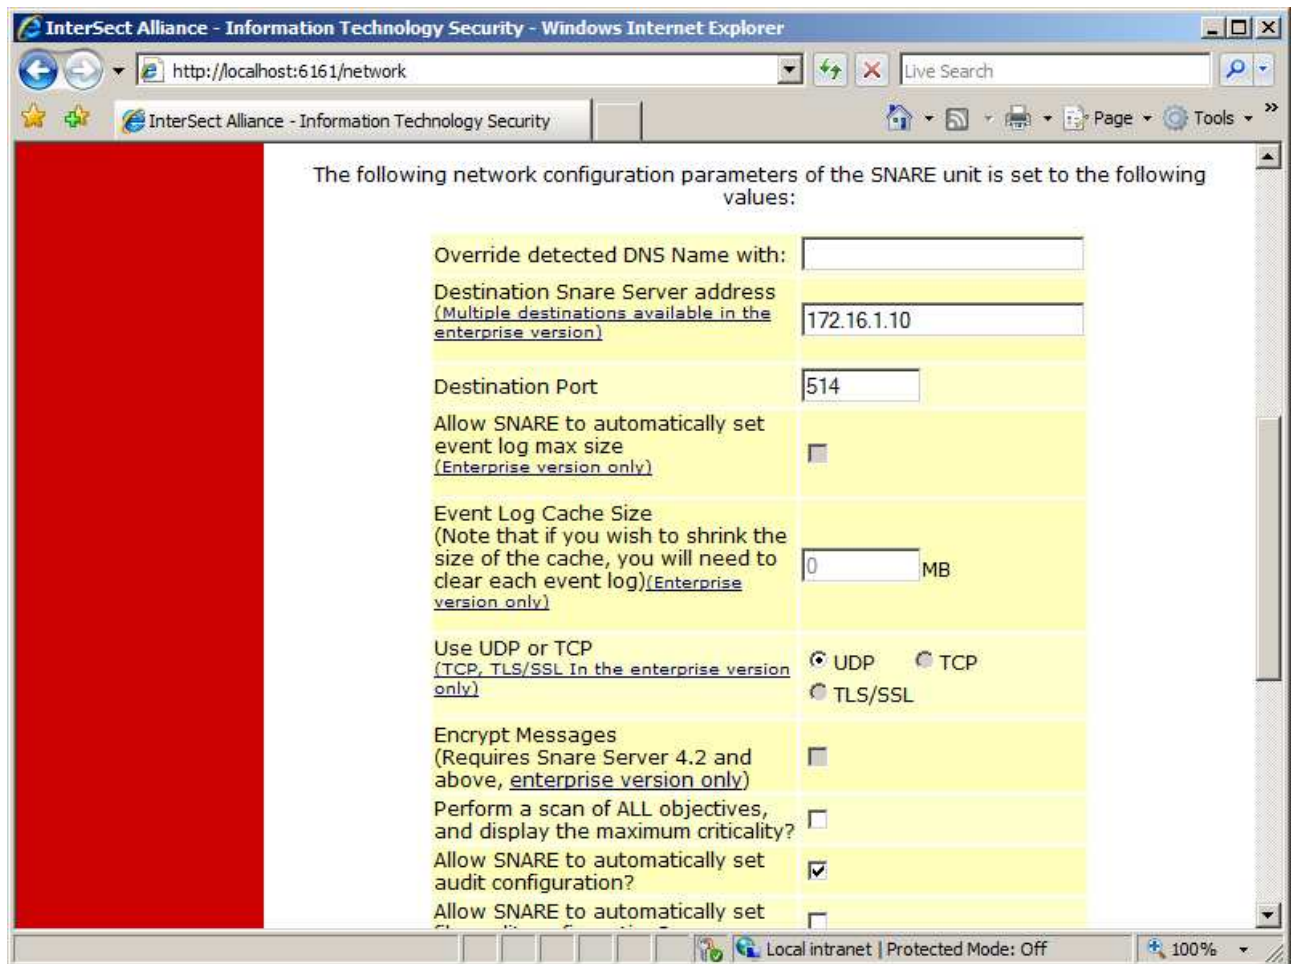 InterSect Alliance - Information Technology Security - Windows Internet Explorer
http://localhost:6161/network
Live Search
InterSect Alliance - Information Technology Security
Page
Tools
The following network configuration parameters of the SNARE unit is set to the following
values:
Override detected DNS Name with:
Destination Snare Server address
(Multiple destinations available in the
enterprise version)
172.16.1.10
Destination Port
514
Allow SNARE to automatically set
event log max size
(Enterprise version only)
Event Log Cache Size
(Note that if you wish to shrink the
size of the cache, you will need to
clear each event log)(Enterprise
version only)
0
MB
Use UDP or TCP
(TCP, TLS/SSL In the enterprise version
only)
UDP
TCP
TLS/SSL
Encrypt Messages
(Requires Snare Server 4.2 and
above, enterprise version only)
Perform a scan of ALL objectives,
and display the maximum criticality?
Allow SNARE to automatically set
audit configuration?
Allow SNARE to automatically set
Local intranet | Protected Mode: Off
100%